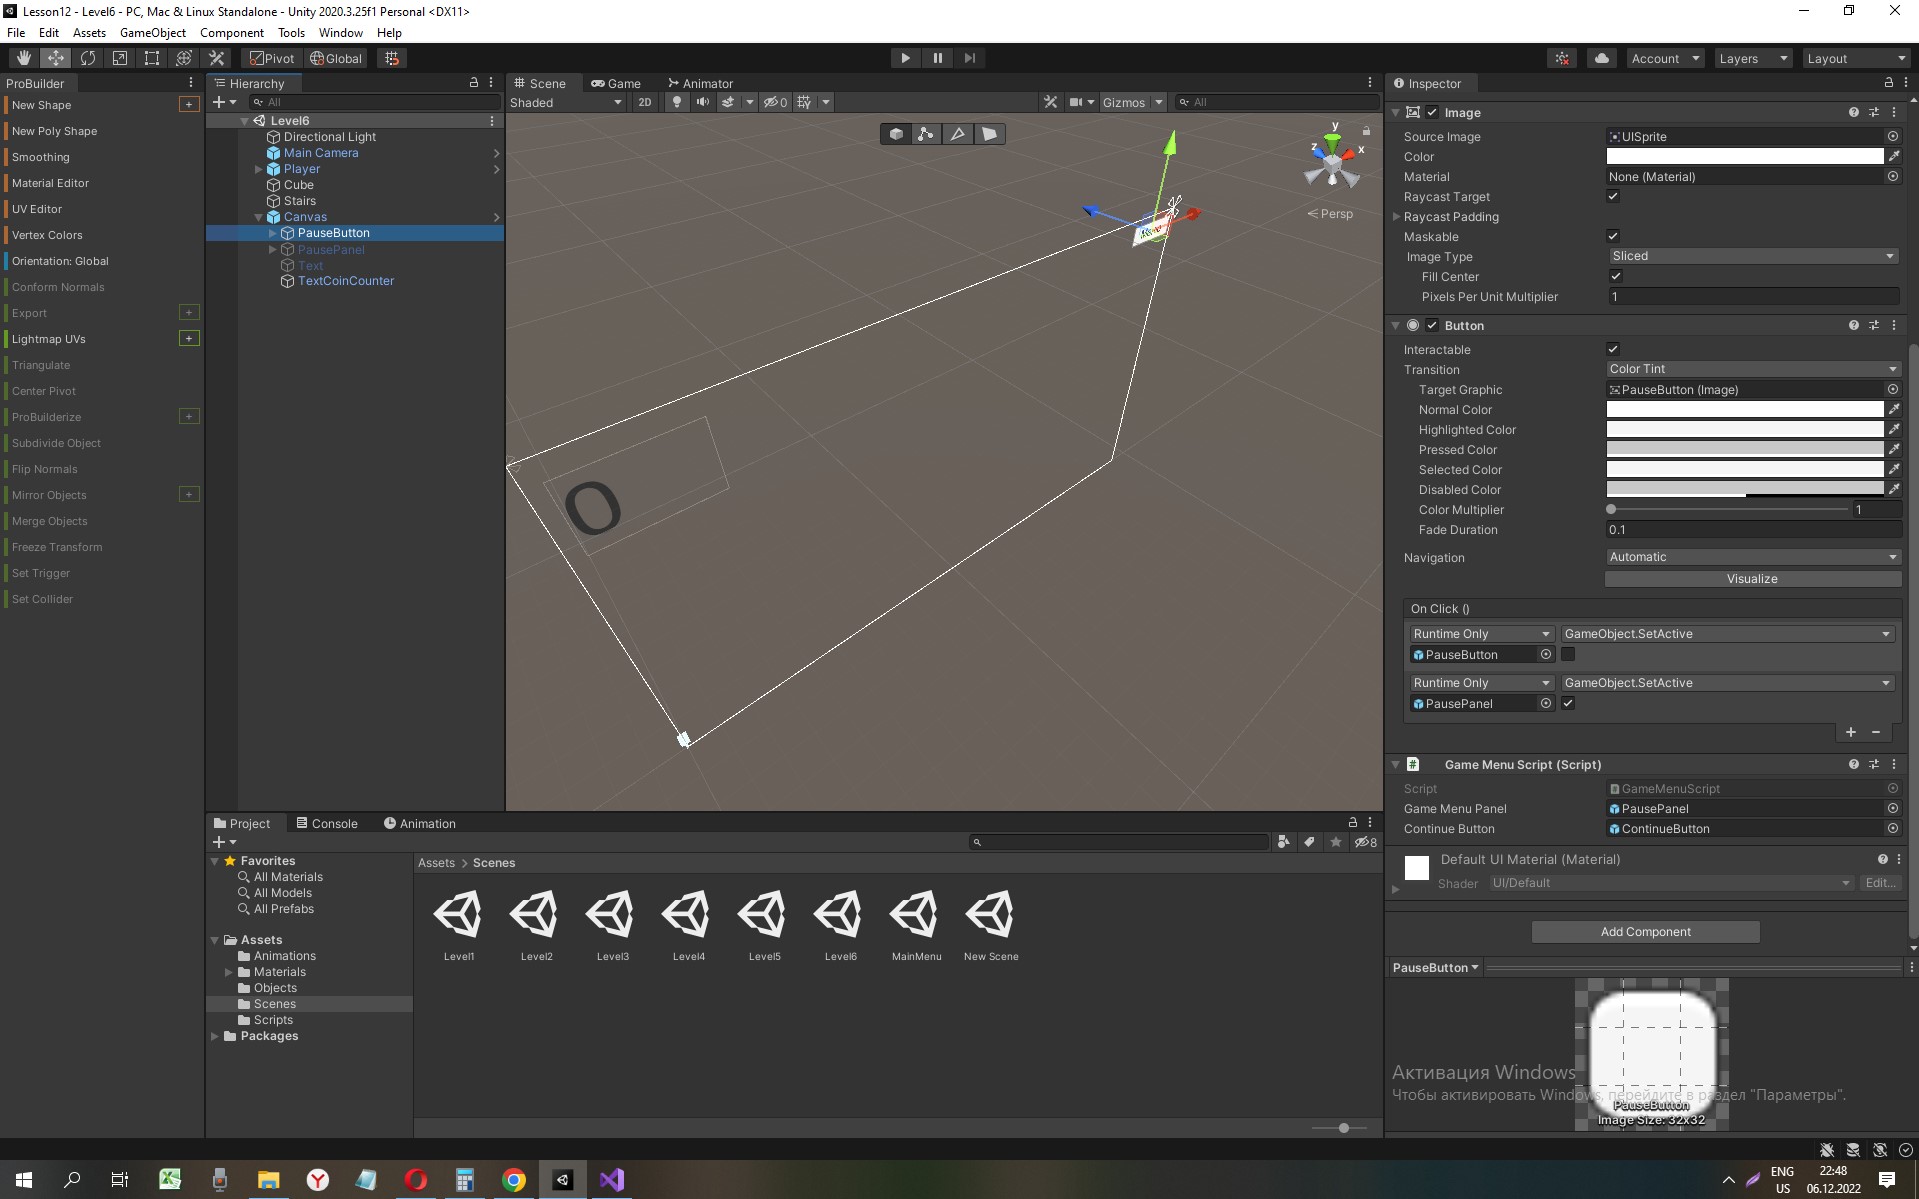 Lesson12 - Level6 - PC, Mac & Linux Standalone - Unity 2020.3.25f1 Personal <DX11>
File Edit Assets GameObject Component Tools Window Help
Pivot Global Account Layers Layout
ProBuilder
New Shape
New Poly Shape
Smoothing
Material Editor
UV Editor
Vertex Colors
Orientation: Global
Conform Normals
Export
Lightmap UVs
Triangulate
Center Pivot
ProBuilderize
Subdivide Object
Flip Normals
Mirror Objects
Merge Objects
Freeze Transform
Set Trigger
Set Collider
Hierarchy
All
Level6
Directional Light
Main Camera
Player
Cube
Stairs
Canvas
PauseButton
PausePanel
Text
TextCoinCounter
Scene Game Animator
Shaded 2D 0 Gizmos All
y
z x
Persp
0
Inspector
Image
Source Image UISprite
Color
Material None (Material)
Raycast Target
Raycast Padding
Maskable
Image Type Sliced
Fill Center
Pixels Per Unit Multiplier 1
Button
Interactable
Transition Color Tint
Target Graphic PauseButton (Image)
Normal Color
Highlighted Color
Pressed Color
Selected Color
Disabled Color
Color Multiplier 1
Fade Duration 0.1
Navigation Automatic
Visualize
On Click ()
Runtime Only GameObject.SetActive
PauseButton
Runtime Only GameObject.SetActive
PausePanel
+ −
Game Menu Script (Script)
Script GameMenuScript
Game Menu Panel PausePanel
Continue Button ContinueButton
Default UI Material (Material)
Shader UI/Default Edit...
Add Component
PauseButton
PauseButton
Image Size: 32x32
Активация Windows
Чтобы активировать Windows, перейдите в раздел "Параметры".
Project Console Animation
8
Favorites
All Materials
All Models
All Prefabs
Assets
Animations
Materials
Objects
Scenes
Scripts
Packages
Assets > Scenes
Level1 Level2 Level3 Level4 Level5 Level6 MainMenu New Scene
ENG
US
22:48
06.12.2022